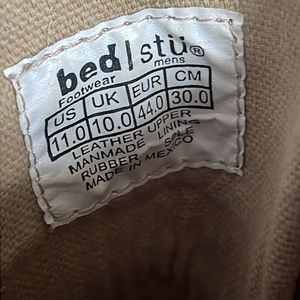 bed|stü®
Footwear mens
US UK EUR CM
11.0 10.0 44.0 30.0
LEATHER UPPER
MANMADE LINING
RUBBER SOLE
MADE IN MEXICO